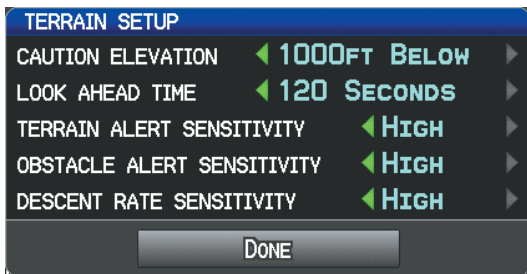 TERRAIN SETUP
CAUTION ELEVATION 1000FT BELOW
LOOK AHEAD TIME 120 SECONDS
TERRAIN ALERT SENSITIVITY HIGH
OBSTACLE ALERT SENSITIVITY HIGH
DESCENT RATE SENSITIVITY HIGH
DONE